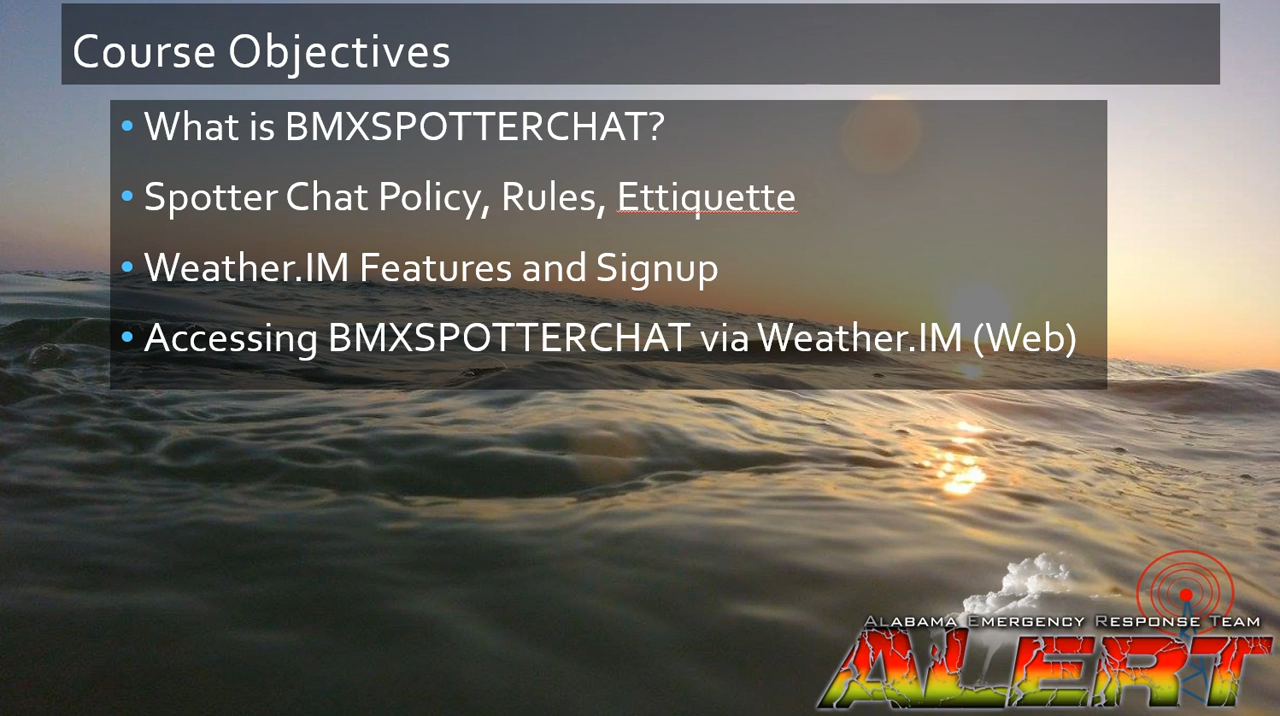 Course Objectives
• What is BMXSPOTTERCHAT?
• Spotter Chat Policy, Rules, Ettiquette
• Weather.IM Features and Signup
• Accessing BMXSPOTTERCHAT via Weather.IM (Web)
Alabama Emergency Response Team
ALERT